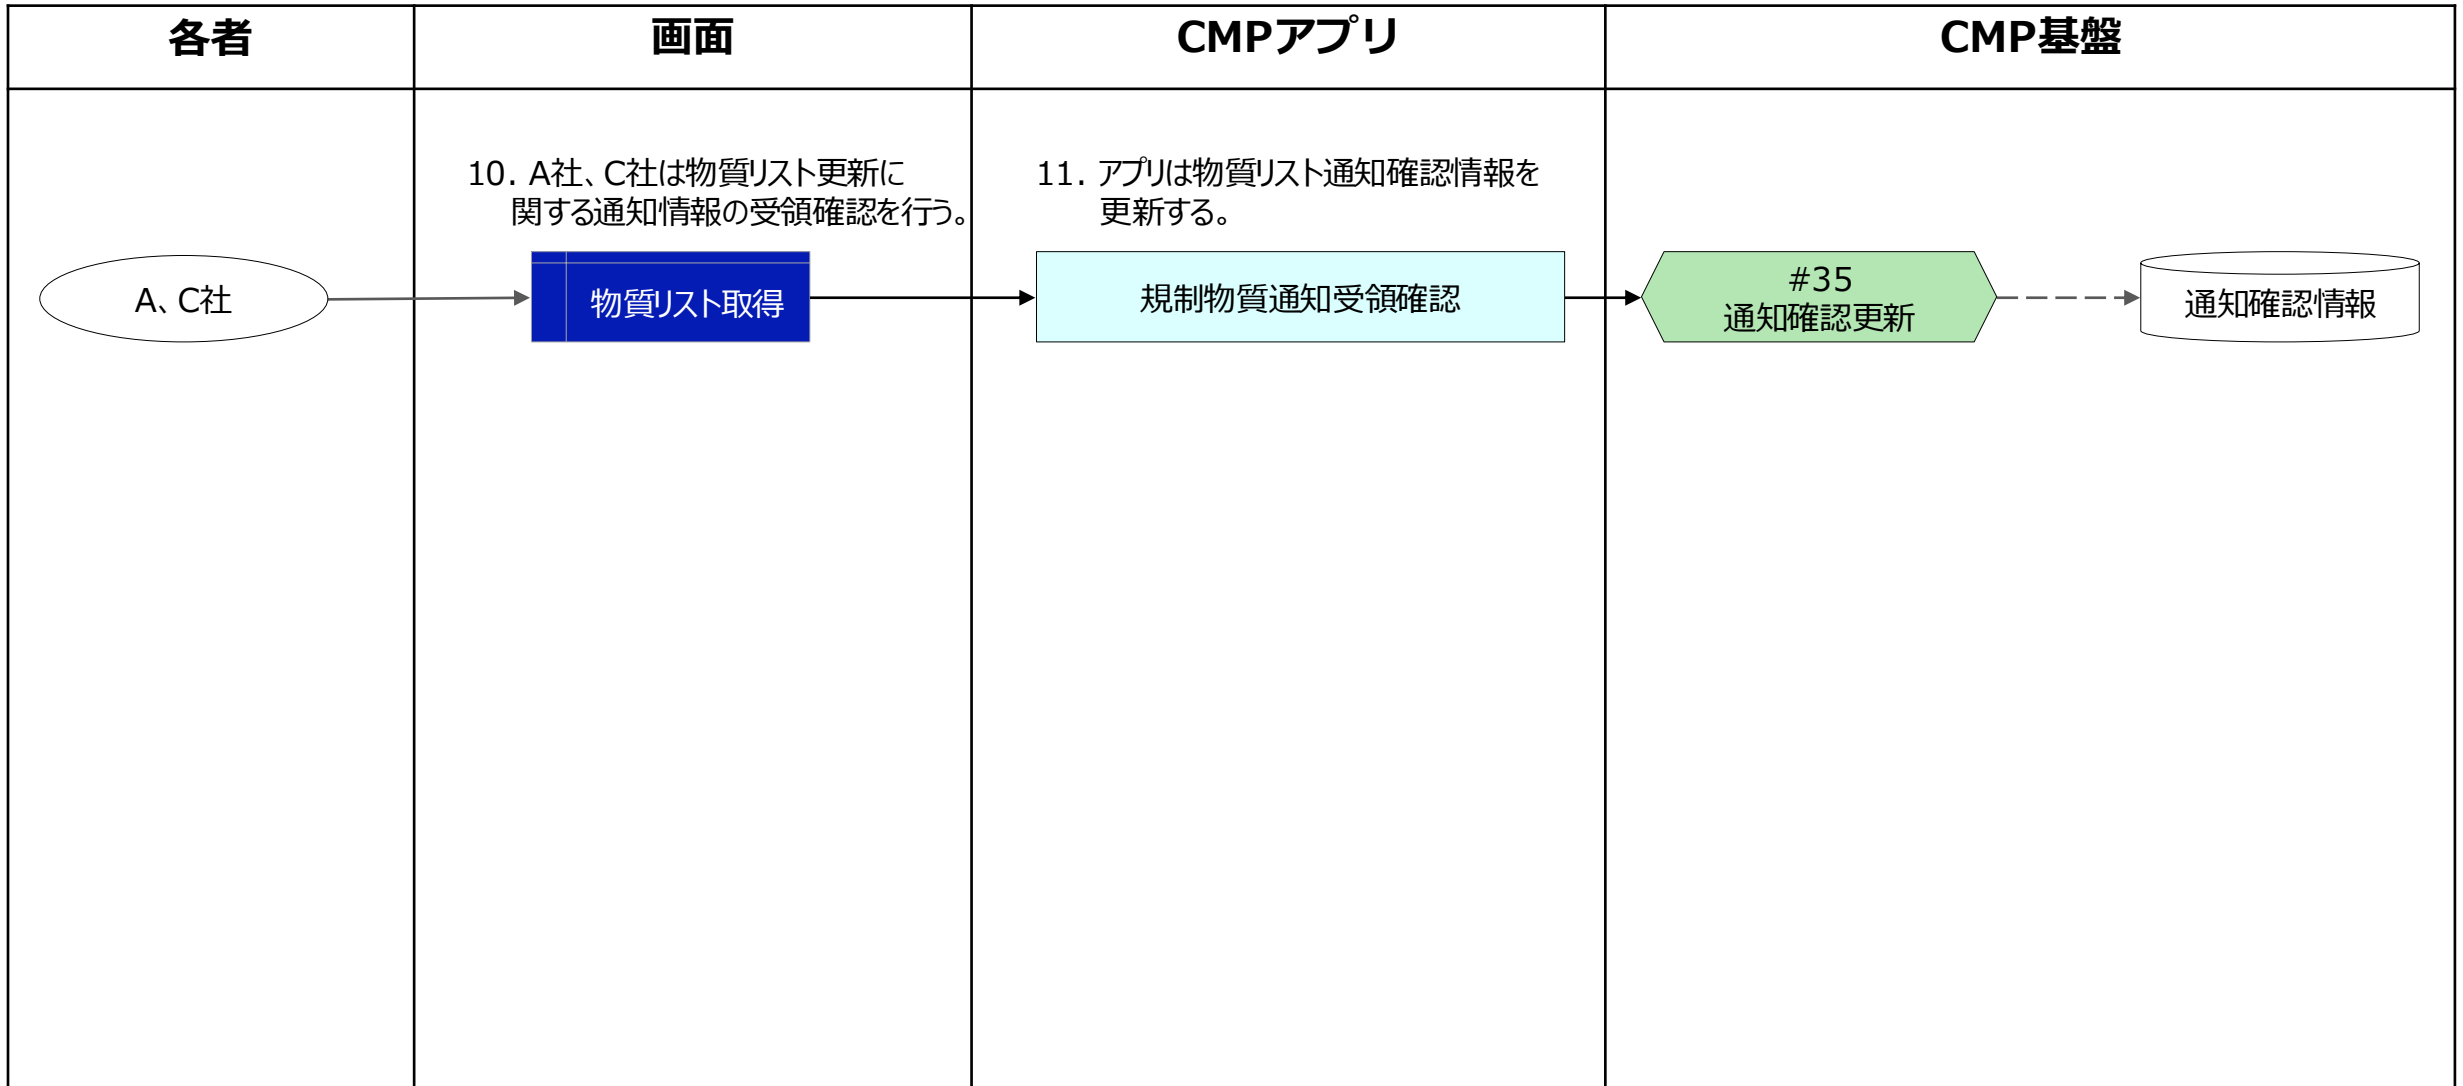 各者
画面
CMPアプリ
CMP基盤
10. A社、C社は物質リスト更新に
関する通知情報の受領確認を行う。
11. アプリは物質リスト通知確認情報を
更新する。
A、C社
物質リスト取得
規制物質通知受領確認
#35
通知確認更新
通知確認情報